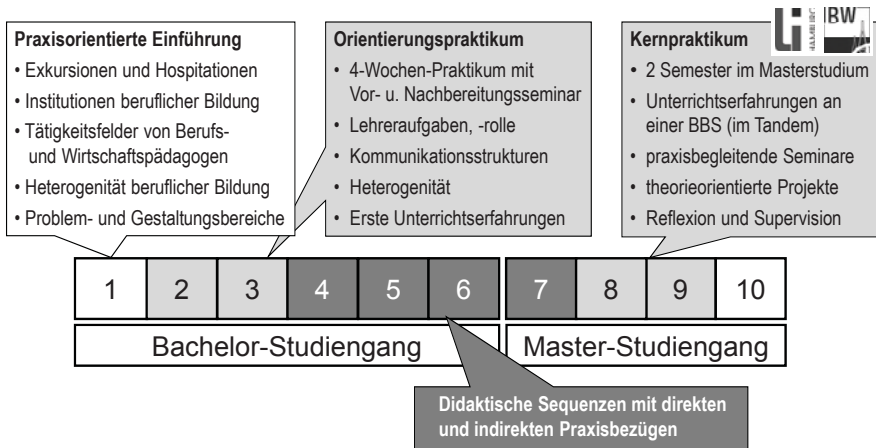 Praxisorientierte Einführung
• Exkursionen und Hospitationen
• Institutionen beruflicher Bildung
• Tätigkeitsfelder von Berufs-
und Wirtschaftspädagogen
• Heterogenität beruflicher Bildung
• Problem- und Gestaltungsbereiche
Orientierungspraktikum
• 4-Wochen-Praktikum mit
Vor- u. Nachbereitungsseminar
• Lehreraufgaben, -rolle
• Kommunikationsstrukturen
• Heterogenität
• Erste Unterrichtserfahrungen
Kernpraktikum
• 2 Semester im Masterstudium
• Unterrichtserfahrungen an
einer BBS (im Tandem)
• praxisbegleitende Seminare
• theorieorientierte Projekte
• Reflexion und Supervision
Li
IBW
1 2 3 4 5 6 7 8 9 10
Bachelor-Studiengang Master-Studiengang
Didaktische Sequenzen mit direkten
und indirekten Praxisbezügen